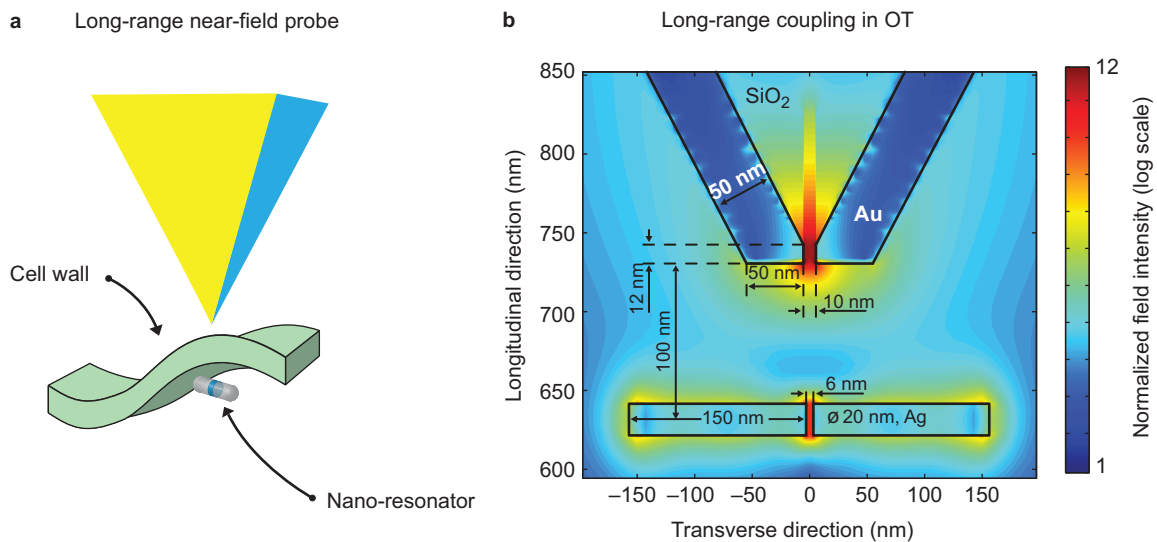 a Long-range near-field probe
Cell wall
Nano-resonator
b Long-range coupling in OT
Longitudinal direction (nm)
850
800
750
700
650
600
SiO₂
50 nm
Au
12 nm
50 nm
10 nm
100 nm
6 nm
150 nm
ø 20 nm, Ag
–150
–100
–50
0
50
100
150
Transverse direction (nm)
12
1
Normalized field intensity (log scale)